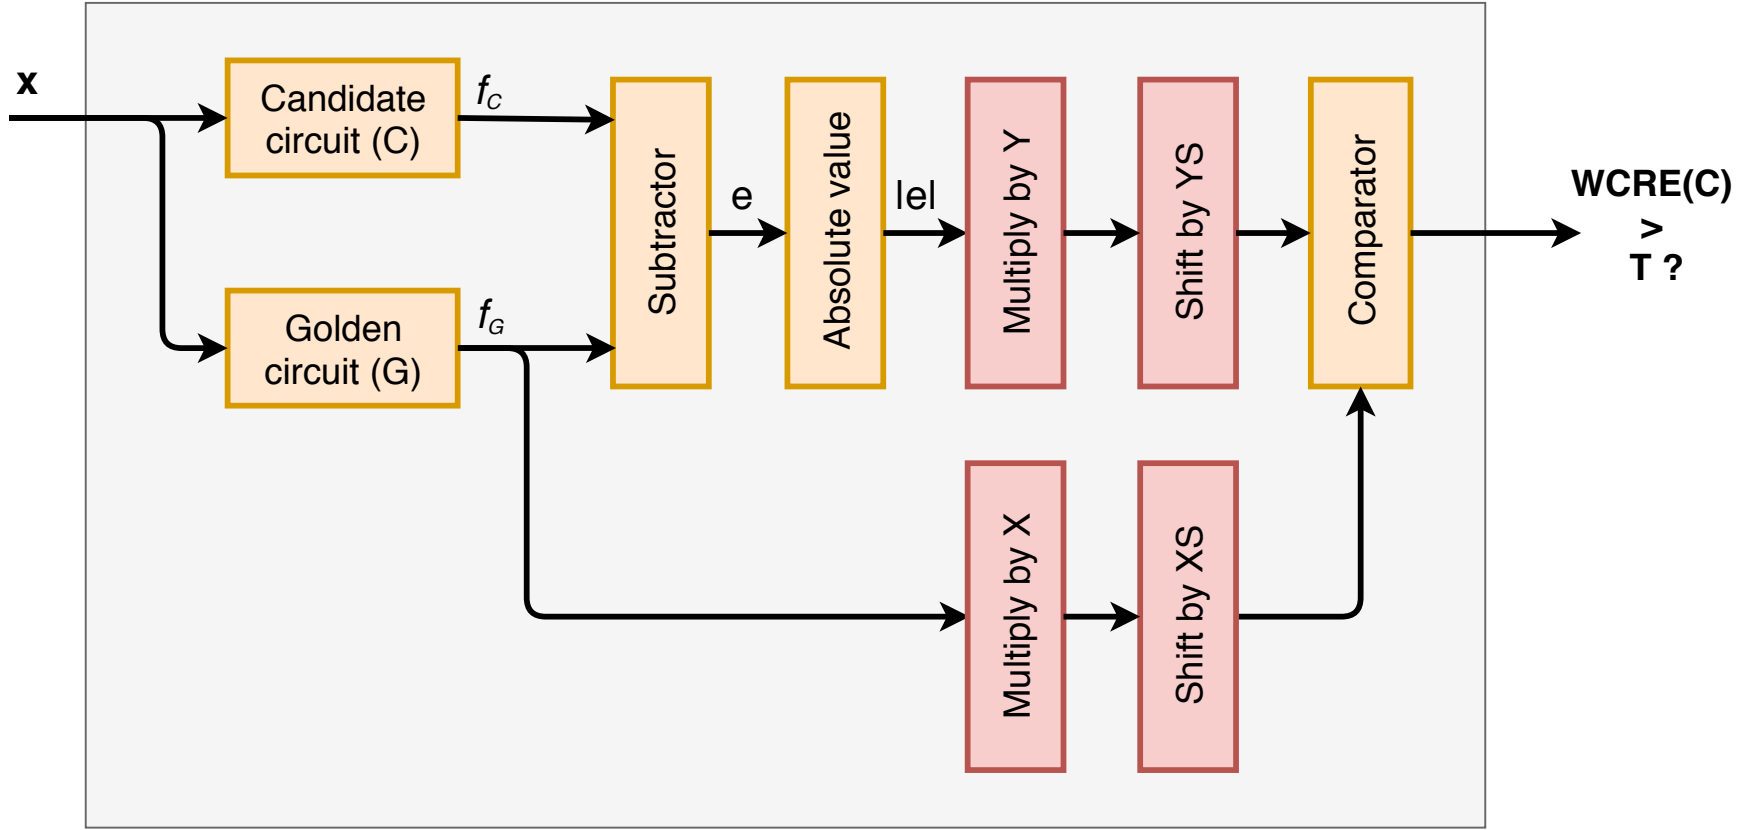 x
Candidate
circuit (C)
f_C
Golden
circuit (G)
f_G
Subtractor
e
Absolute value
|e|
Multiply by Y
Shift by YS
Comparator
WCRE(C)
>
T ?
Multiply by X
Shift by XS